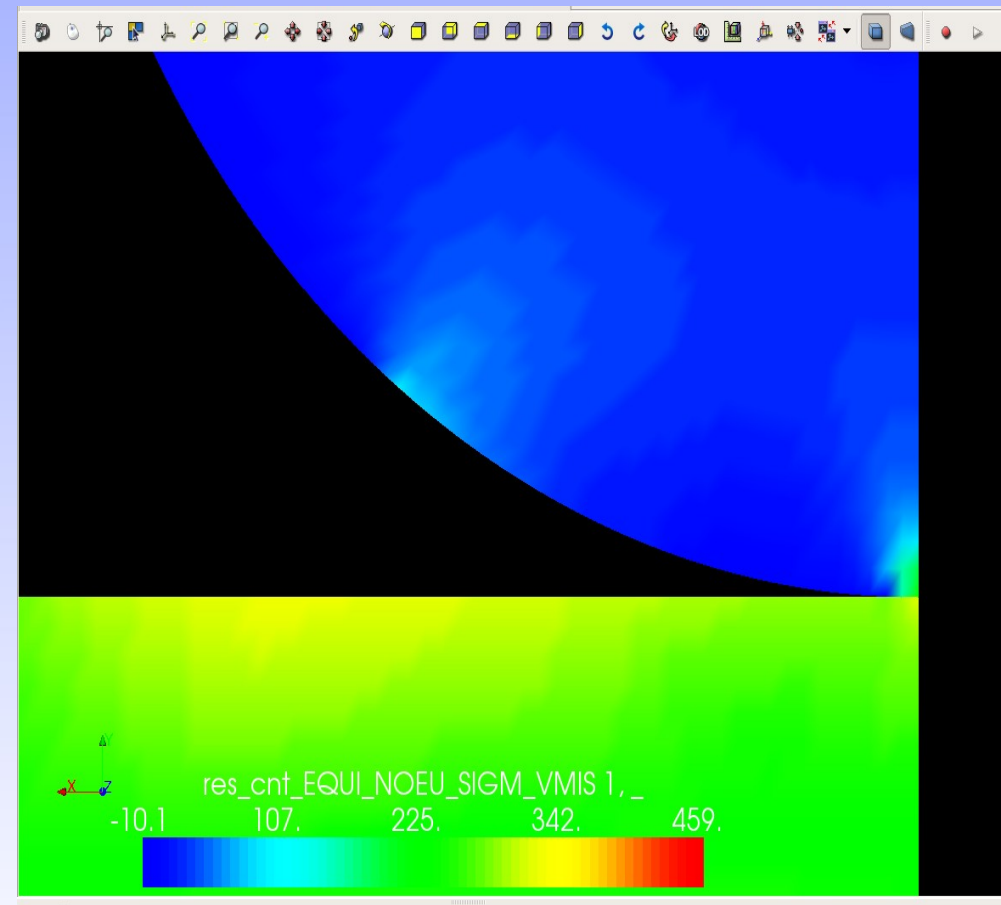 Y
X Z
res_cnt_EQUI_NOEU_SIGM_VMIS 1, _
-10.1 107. 225. 342. 459.